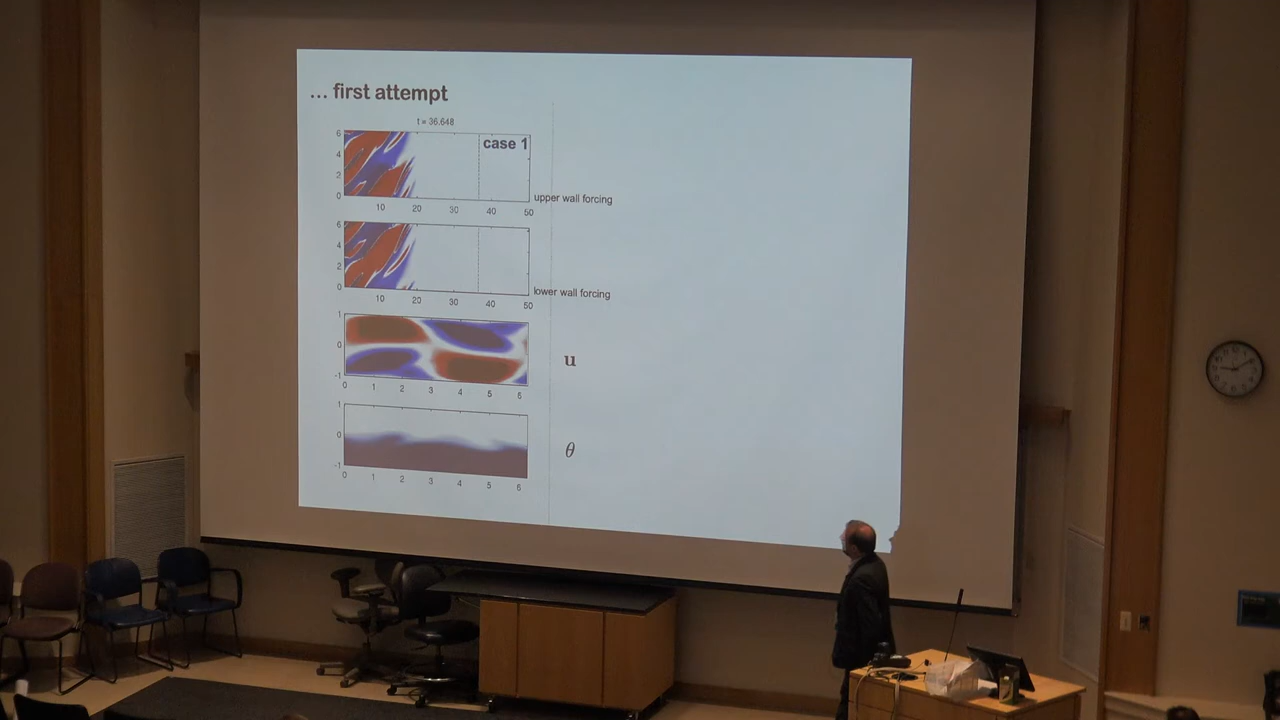 ... first attempt
t = 36.648
case 1
6
4
2
0
10 20 30 40 50
upper wall forcing
6
4
2
0
10 20 30 40 50
lower wall forcing
1
0
-1
0 1 2 3 4 5 6
u
1
0
-1
0 1 2 3 4 5 6
θ